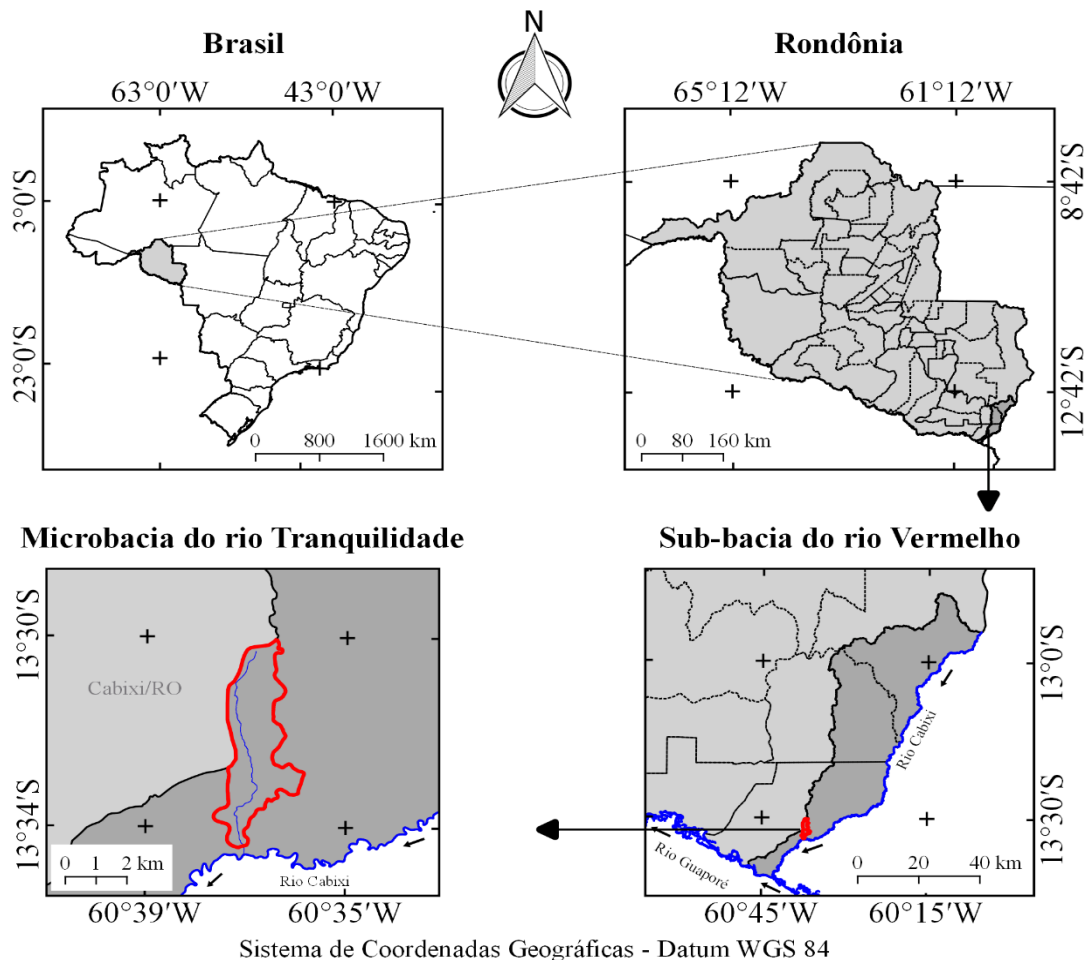 N
Brasil
Rondônia
63°0'W 43°0'W
65°12'W 61°12'W
3°0'S
23°0'S
8°42'S
12°42'S
0 800 1600 km
0 80 160 km
Microbacia do rio Tranquilidade
Sub-bacia do rio Vermelho
13°30'S
13°34'S
Cabixi/RO
0 1 2 km
Rio Cabixi
60°39'W 60°35'W
13°0'S
13°30'S
Rio Cabixi
Rio Guaporé
0 20 40 km
60°45'W 60°15'W
Sistema de Coordenadas Geográficas - Datum WGS 84